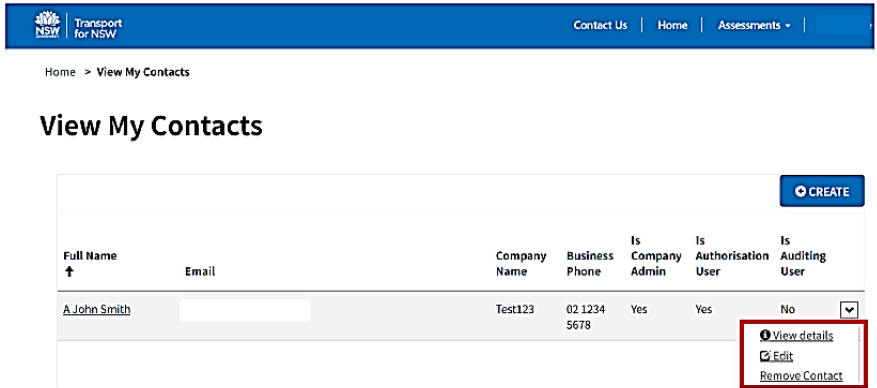 NSW
Transport
for NSW
Contact Us | Home | Assessments |
Home > View My Contacts
View My Contacts
CREATE
Full Name
Email
Company
Name
Business
Phone
Is
Company
Admin
Is
Authorisation
User
Is
Auditing
User
A John Smith
Test123
02 1234
5678
Yes
Yes
No
View details
Edit
Remove Contact